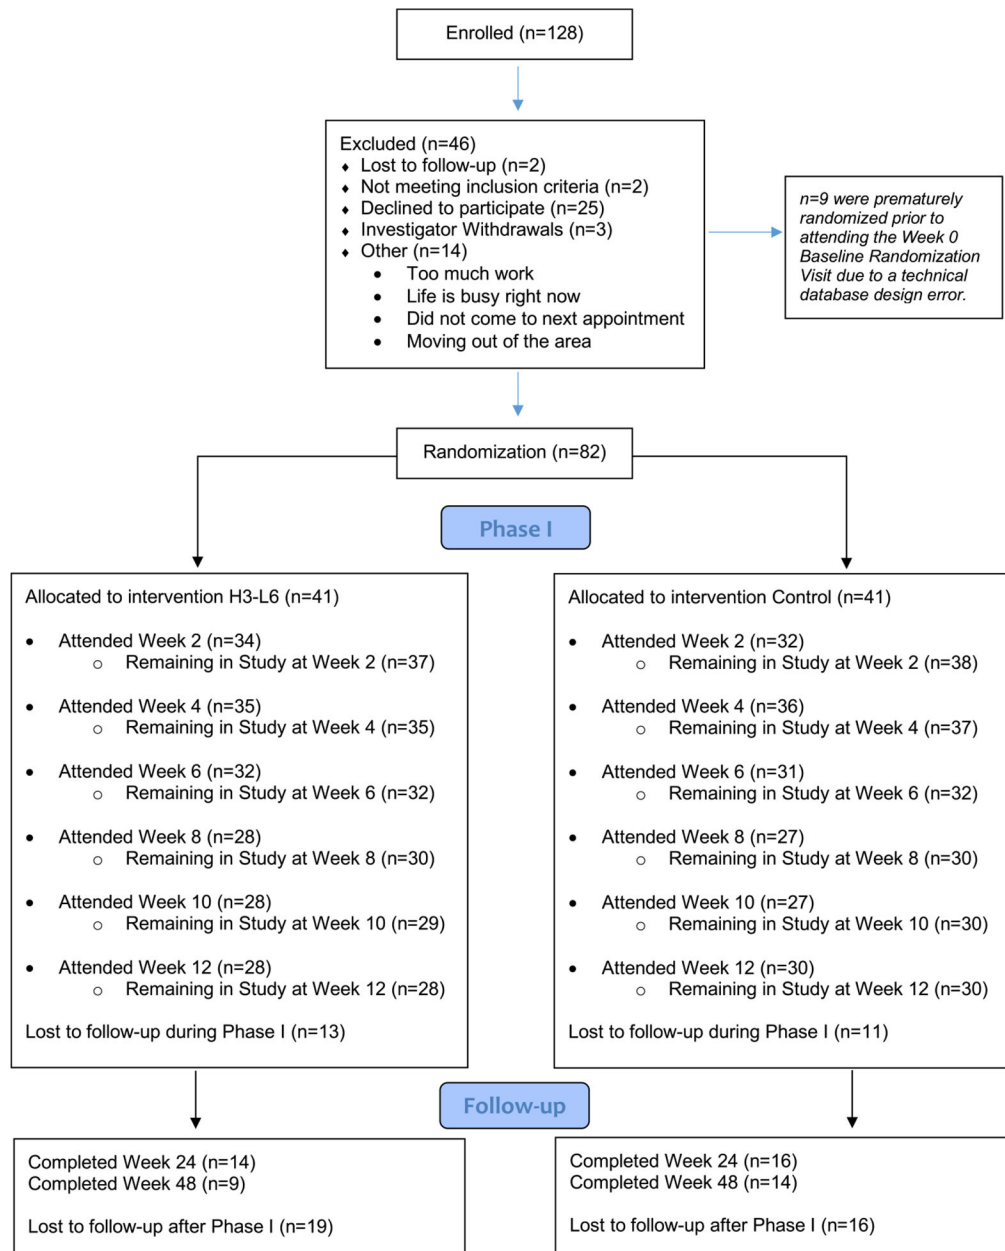 Enrolled (n=128)
Excluded (n=46)
♦ Lost to follow-up (n=2)
♦ Not meeting inclusion criteria (n=2)
♦ Declined to participate (n=25)
♦ Investigator Withdrawals (n=3)
♦ Other (n=14)
• Too much work
• Life is busy right now
• Did not come to next appointment
• Moving out of the area
n=9 were prematurely
randomized prior to
attending the Week 0
Baseline Randomization
Visit due to a technical
database design error.
Randomization (n=82)
Phase I
Allocated to intervention H3-L6 (n=41)
• Attended Week 2 (n=34)
o Remaining in Study at Week 2 (n=37)
• Attended Week 4 (n=35)
o Remaining in Study at Week 4 (n=35)
• Attended Week 6 (n=32)
o Remaining in Study at Week 6 (n=32)
• Attended Week 8 (n=28)
o Remaining in Study at Week 8 (n=30)
• Attended Week 10 (n=28)
o Remaining in Study at Week 10 (n=29)
• Attended Week 12 (n=28)
o Remaining in Study at Week 12 (n=28)
Lost to follow-up during Phase I (n=13)
Allocated to intervention Control (n=41)
• Attended Week 2 (n=32)
o Remaining in Study at Week 2 (n=38)
• Attended Week 4 (n=36)
o Remaining in Study at Week 4 (n=37)
• Attended Week 6 (n=31)
o Remaining in Study at Week 6 (n=32)
• Attended Week 8 (n=27)
o Remaining in Study at Week 8 (n=30)
• Attended Week 10 (n=27)
o Remaining in Study at Week 10 (n=30)
• Attended Week 12 (n=30)
o Remaining in Study at Week 12 (n=30)
Lost to follow-up during Phase I (n=11)
Follow-up
Completed Week 24 (n=14)
Completed Week 48 (n=9)
Lost to follow-up after Phase I (n=19)
Completed Week 24 (n=16)
Completed Week 48 (n=14)
Lost to follow-up after Phase I (n=16)